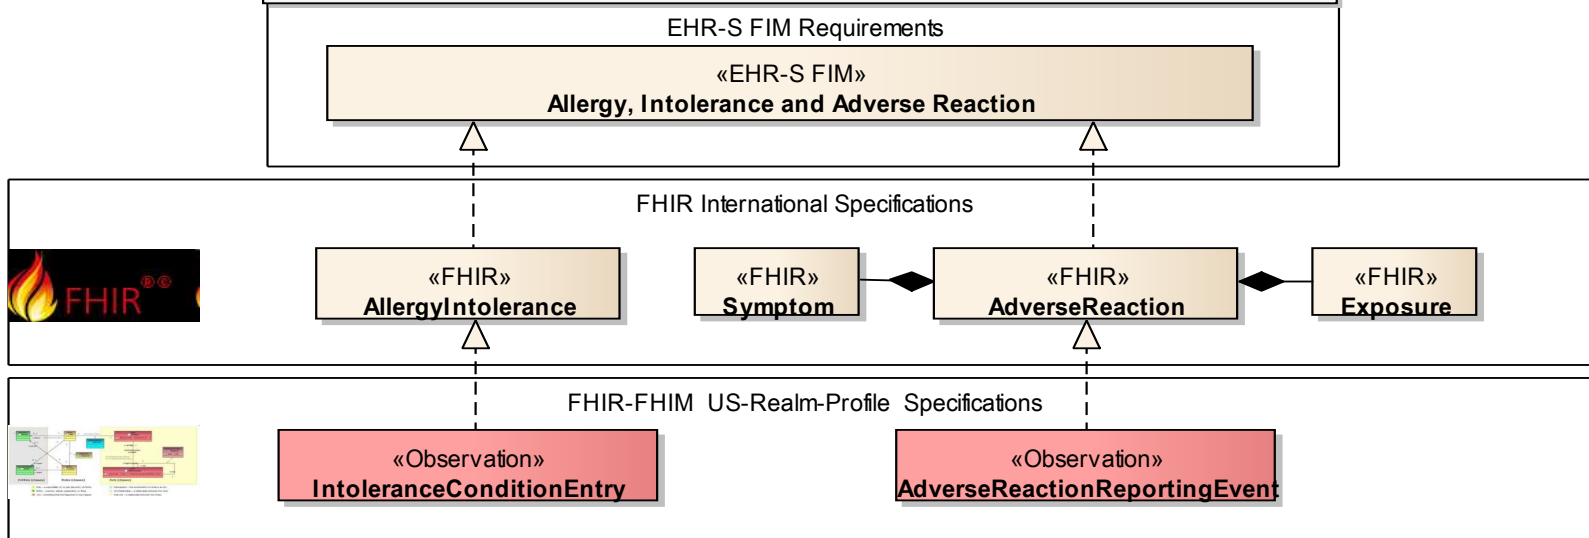 EHR-S FIM Requirements
«EHR-S FIM»
Allergy, Intolerance and Adverse Reaction
FHIR International Specifications
FHIR
«FHIR»
AllergyIntolerance
«FHIR»
Symptom
«FHIR»
AdverseReaction
«FHIR»
Exposure
FHIR-FHIM US-Realm-Profile Specifications
«Observation»
IntoleranceConditionEntry
«Observation»
AdverseReactionReportingEvent